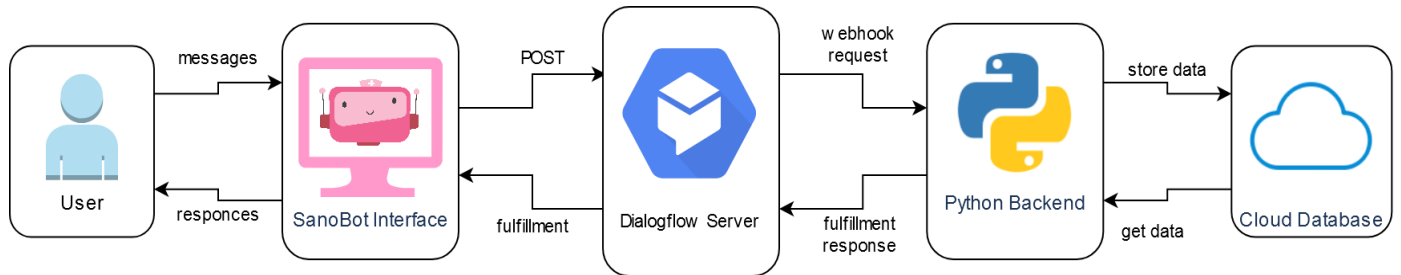 messages
responces
User
SanoBot Interface
POST
fulfillment
Dialogflow Server
webhook
request
fulfillment
response
Python Backend
store data
get data
Cloud Database